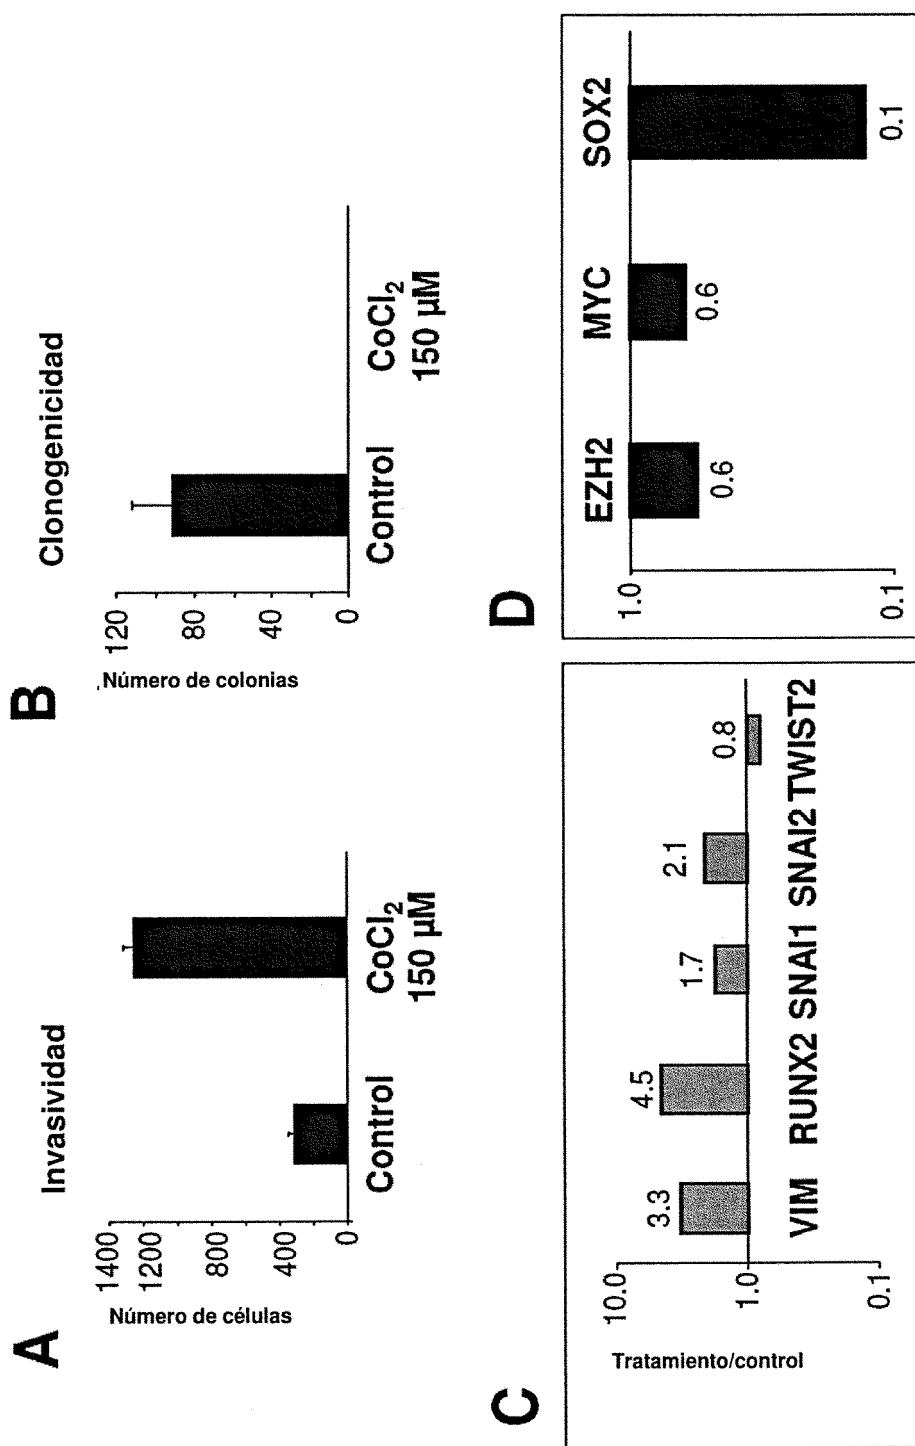 A
Invasividad
Número de células
1400
1200
800
400
0
Control
CoCl2
150 µM
B
Clonogenicidad
Número de colonias
120
80
40
0
Control
CoCl2
150 µM
C
Tratamiento/control
10.0
1.0
0.1
3.3
4.5
1.7
2.1
0.8
VIM RUNX2 SNAI1 SNAI2 TWIST2
D
EZH2 MYC SOX2
1.0
0.1
0.6
0.6
0.1